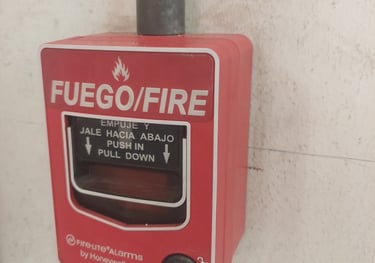 FUEGO/FIRE
EMPUJE Y
JALE HACIA ABAJO
PUSH IN
PULL DOWN
FIRE-LITE® ALARMS
by Honeywell